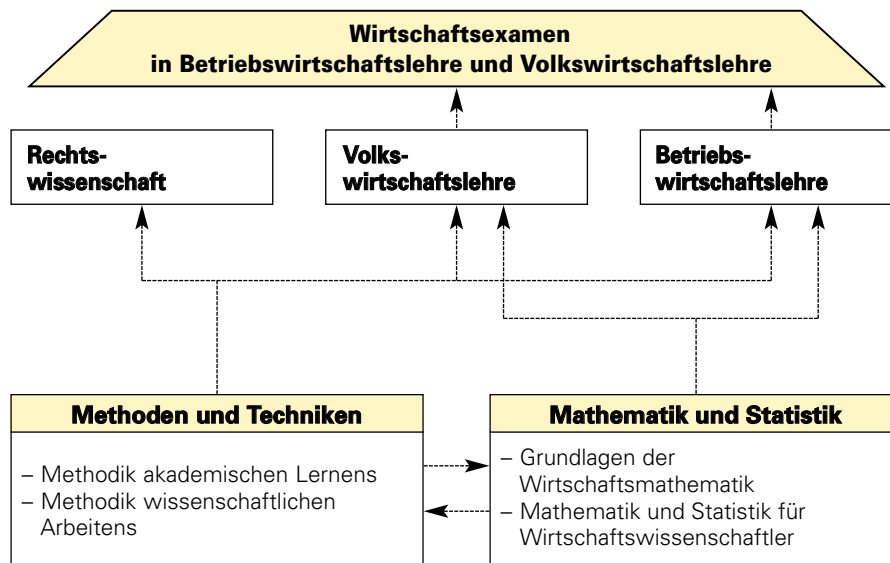 Wirtschaftsexamen
in Betriebswirtschaftslehre und Volkswirtschaftslehre
Rechts-
wissenschaft
Volks-
wirtschaftslehre
Betriebs-
wirtschaftslehre
Methoden und Techniken
– Methodik akademischen Lernens
– Methodik wissenschaftlichen
Arbeitens
Mathematik und Statistik
– Grundlagen der
Wirtschaftsmathematik
– Mathematik und Statistik für
Wirtschaftswissenschaftler